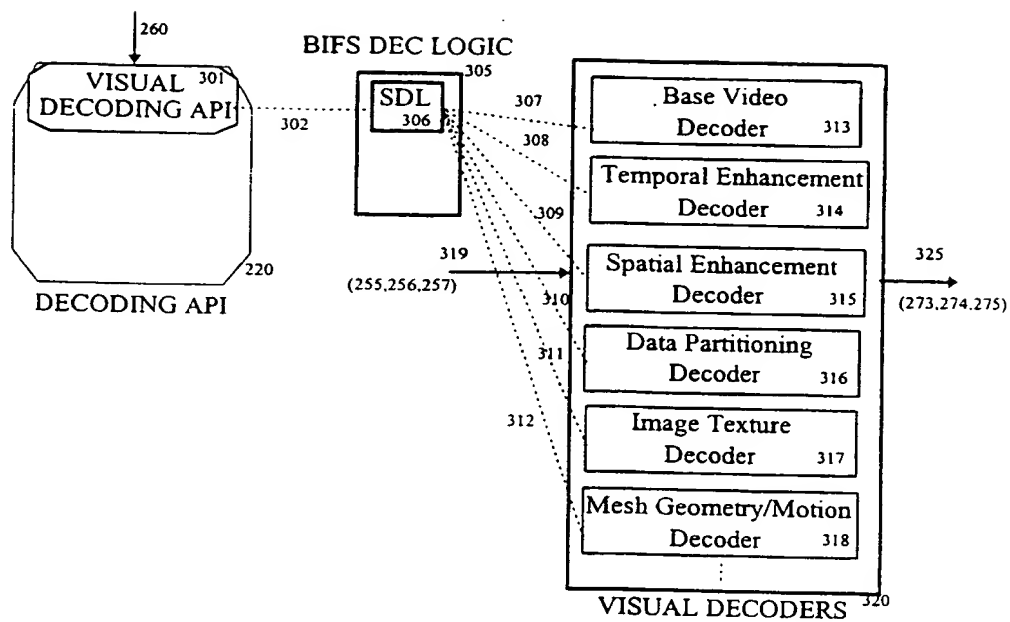 260
VISUAL 301
DECODING API
302
220
DECODING API
BIFS DEC LOGIC
305
SDL
306
307
308
309
310
311
312
319
(255,256,257)
.Base Video
Decoder 313
Temporal Enhancement
Decoder 314
Spatial Enhancement
Decoder 315
Data Partitioning
Decoder 316
Image Texture
Decoder 317
Mesh Geometry/Motion
Decoder 318
VISUAL DECODERS 320
325
(273,274.275)